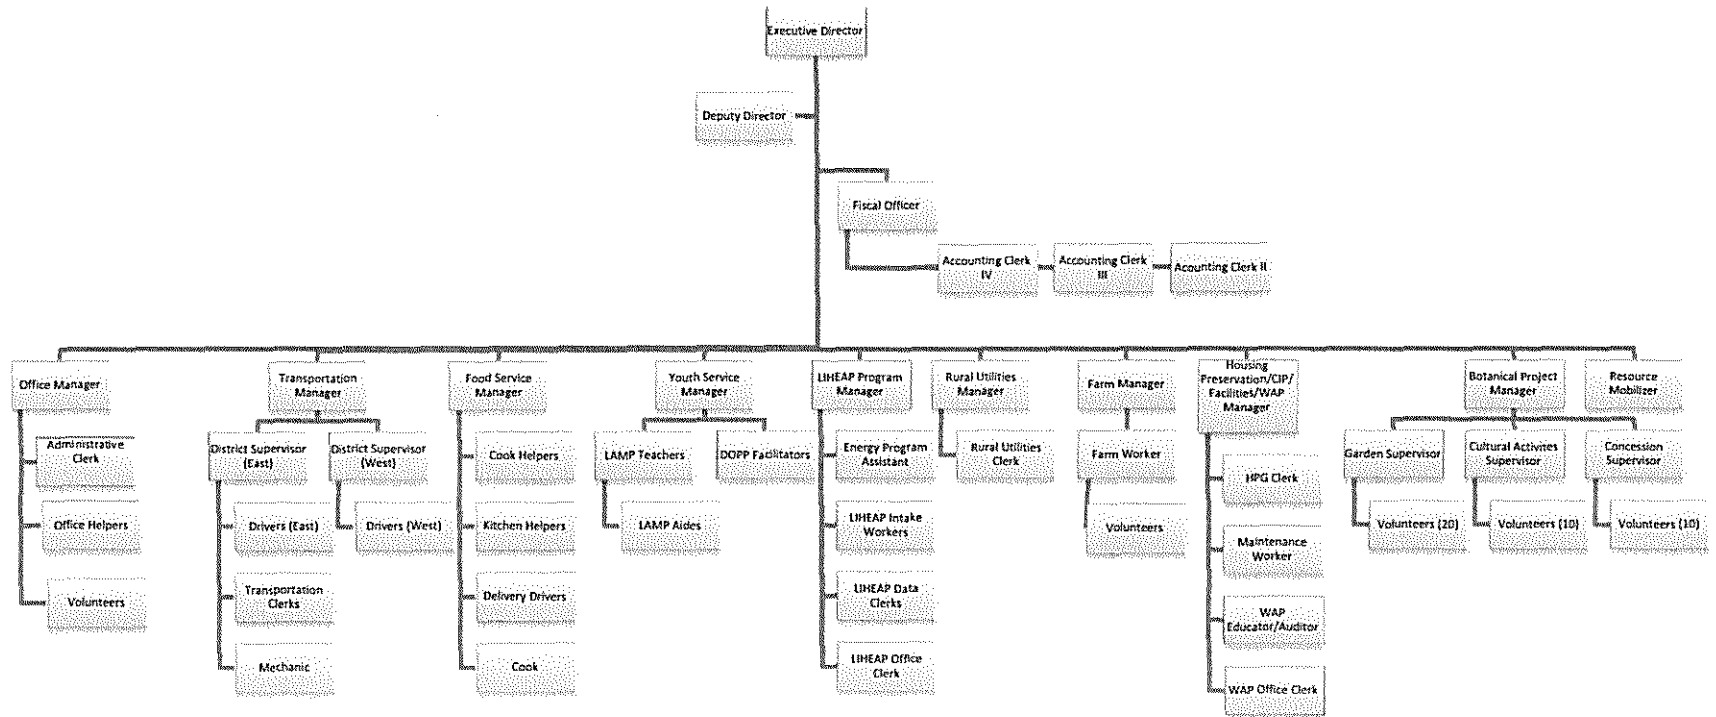 Executive Director
Deputy Director
Fiscal Officer
Accounting Clerk
IV
Accounting Clerk
III
Acounting Clerk II
Office Manager
Transportation
Manager
Food Service
Manager
Youth Service
Manager
LIHEAP Program
Manager
Rural Utilities
Manager
Farm Manager
Housing
Preservation/CIP/
Facilities/WAP
Manager
Botanical Project
Manager
Resource
Mobilizer
Administrative
Clerk
Office Helpers
Volunteers
District Supervisor
(East)
District Supervisor
(West)
Drivers (East)
Drivers (West)
Transportation
Clerks
Mechanic
Cook Helpers
Kitchen Helpers
Delivery Drivers
Cook
LAMP Teachers
DOPP Facilitators
LAMP Aides
Energy Program
Assistant
LIHEAP Intake
Workers
LIHEAP Data
Clerks
LIHEAP Office
Clerk
Rural Utilities
Clerk
Farm Worker
Volunteers
HPG Clerk
Maintenance
Worker
WAP
Educator/Auditor
WAP Office Clerk
Garden Supervisor
Cultural Activites
Supervisor
Concession
Supervisor
Volunteers (20)
Volunteers (10)
Volunteers (10)